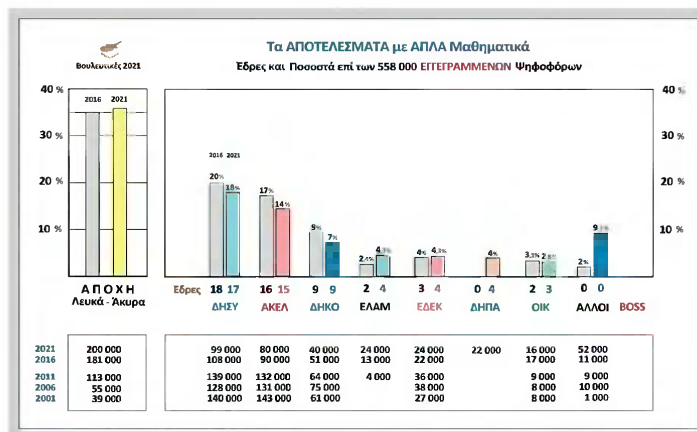 Τα ΑΠΟΤΕΛΕΣΜΑΤΑ με ΑΠΛΑ Μαθηματικά
Βουλευτικές 2021
Έδρες και Ποσοστά επί των 558 000 ΕΓΓΕΓΡΑΜΜΕΝΩΝ Ψηφοφόρων
40 %
30 %
20 %
10 %
2016 2021
40 %
30 %
20 %
10 %
2016 2021
20% 18%
17% 14%
9% 7%
2,4% 4,3%
4% 4,3%
4%
3,1%
2%
ΑΠΟΧΗ
Λευκά - Άκυρα
Έδρες 18 17 16 15 9 9 2 4 3 4 0 4 2 3 0 0
ΔΗΣΥ ΑΚΕΛ ΔΗΚΟ ΕΛΑΜ ΕΔΕΚ ΔΗΠΑ ΟΙΚ ΑΛΛΟΙ BOSS
2021 200 000 99 000 80 000 40 000 24 000 24 000 22 000 16 000 52 000
2016 181 000 108 000 90 000 51 000 13 000 22 000 17 000 11 000
2011 113 000 139 000 132 000 64 000 4 000 36 000 9 000 9 000
2006 55 000 128 000 131 000 75 000 38 000 8 000 10 000
2001 39 000 140 000 143 000 61 000 27 000 8 000 1 000